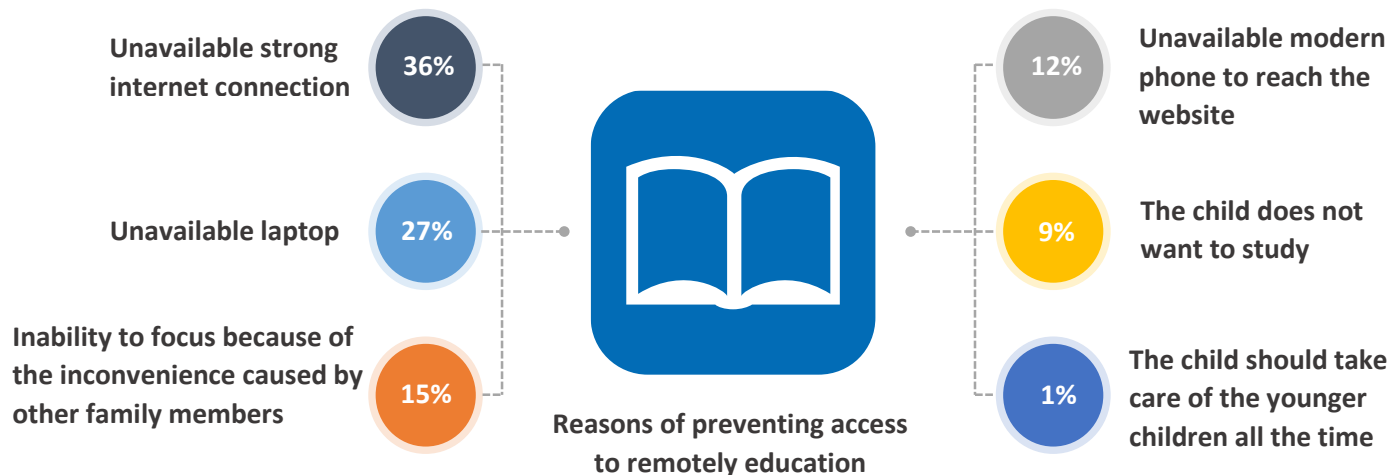 Unavailable strong
internet connection
36%
Unavailable laptop
27%
Inability to focus because of
the inconvenience caused by
other family members
15%
Reasons of preventing access
to remotely education
12%
Unavailable modern
phone to reach the
website
9%
The child does not
want to study
1%
The child should take
care of the younger
children all the time